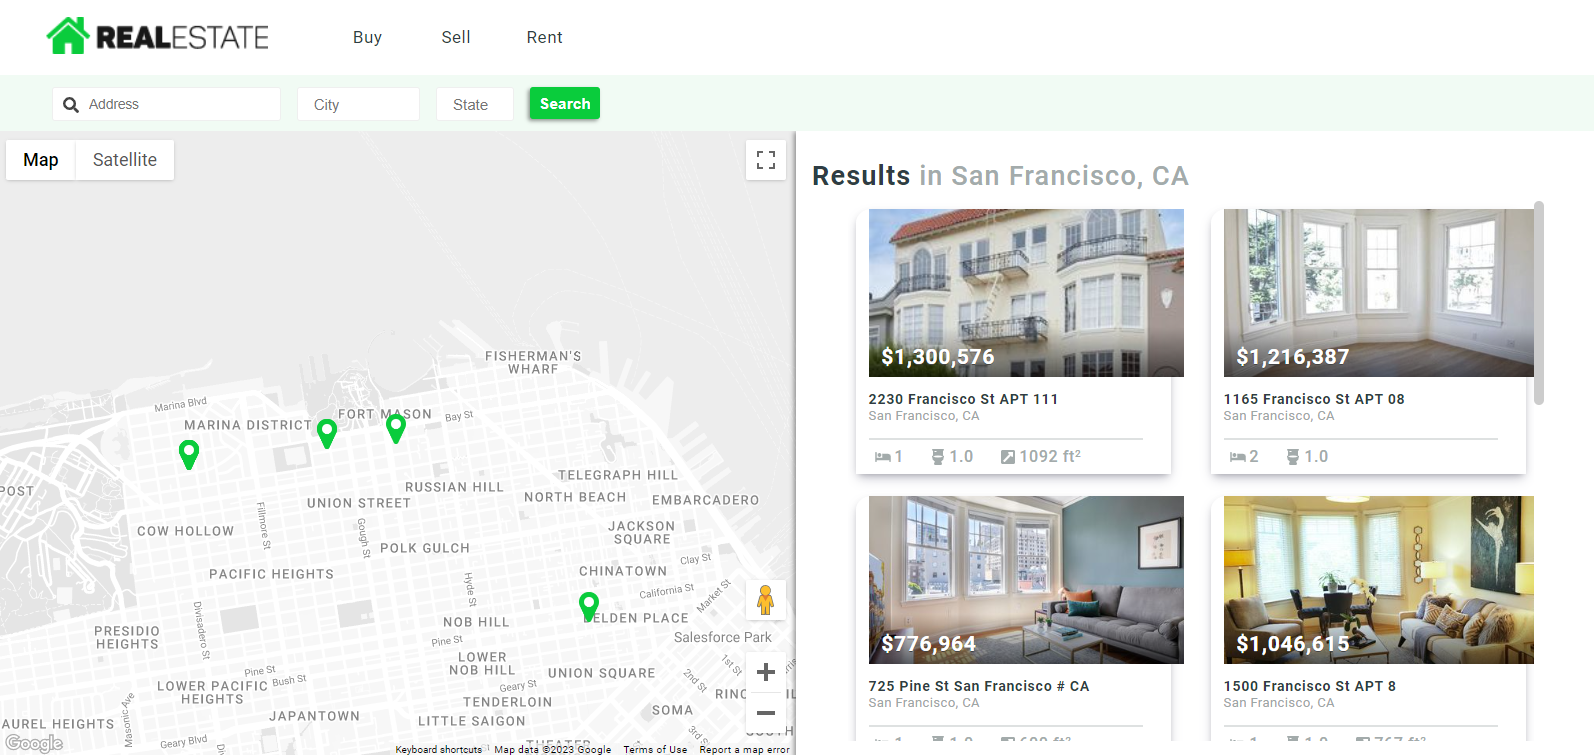 REALESTATE
Buy
Sell
Rent
Address
City
State
Search
Map
Satellite
FISHERMAN'S
WHARF
Marina Blvd
FORT MASON
Bay St
MARINA DISTRICT
TELEGRAPH HILL
RUSSIAN HILL
POST
NORTH BEACH
EMBARCADERO
UNION STREET
Fillmore St
Gough St
COW HOLLOW
JACKSON
SQUARE
POLK GULCH
Clay St
CHINATOWN
PACIFIC HEIGHTS
Hyde St
California St
Market St
Divisadero St
BELDEN PLACE
NOB HILL
PRESIDIO
HEIGHTS
Pine St
Salesforce Park
LOWER
NOB HILL
1st St
Pine St
Bush St
UNION SQUARE
2nd St
LOWER PACIFIC
HEIGHTS
Geary St
Masonic Ave
TENDERLOIN
SOMA
AUREL HEIGHTS
JAPANTOWN
LITTLE SAIGON
3rd St
Geary Blvd
THEATER
SOUTH
Google
Keyboard shortcuts
Map data ©2023 Google
Terms of Use
Report a map error
Results in San Francisco, CA
$1,300,576
2230 Francisco St APT 111
San Francisco, CA
1
1.0
1092 ft²
$1,216,387
1165 Francisco St APT 08
San Francisco, CA
2
1.0
$776,964
725 Pine St San Francisco # CA
San Francisco, CA
$1,046,615
1500 Francisco St APT 8
San Francisco, CA